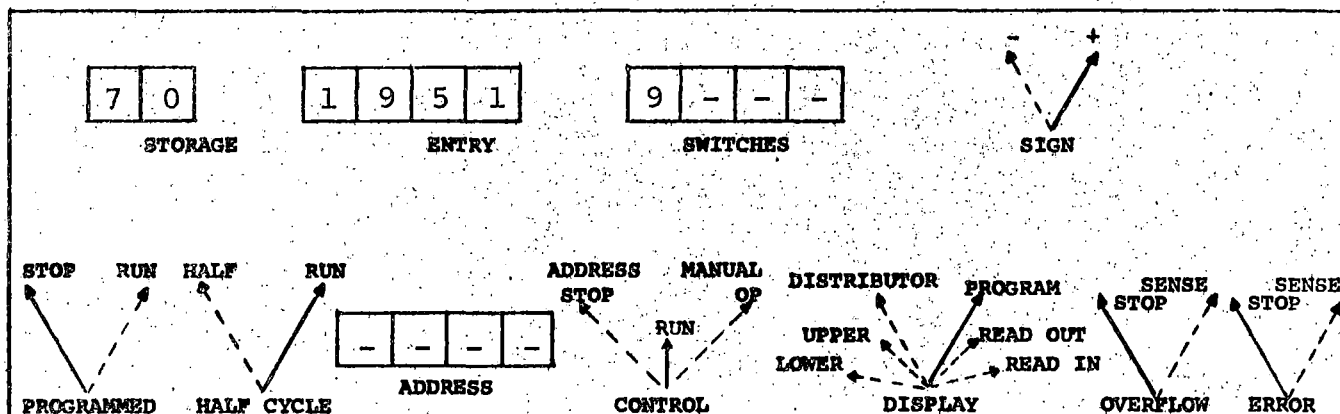 - +
7 0 1 9 5 1 9 - - -
STORAGE ENTRY SWITCHES SIGN
STOP RUN HALF RUN ADDRESS STOP MANUAL OP DISTRIBUTOR PROGRAM SENSE STOP SENSE STOP
RUN UPPER READ OUT
- - - - LOWER READ IN
ADDRESS
PROGRAMMED HALF CYCLE CONTROL DISPLAY OVERFLOW ERROR